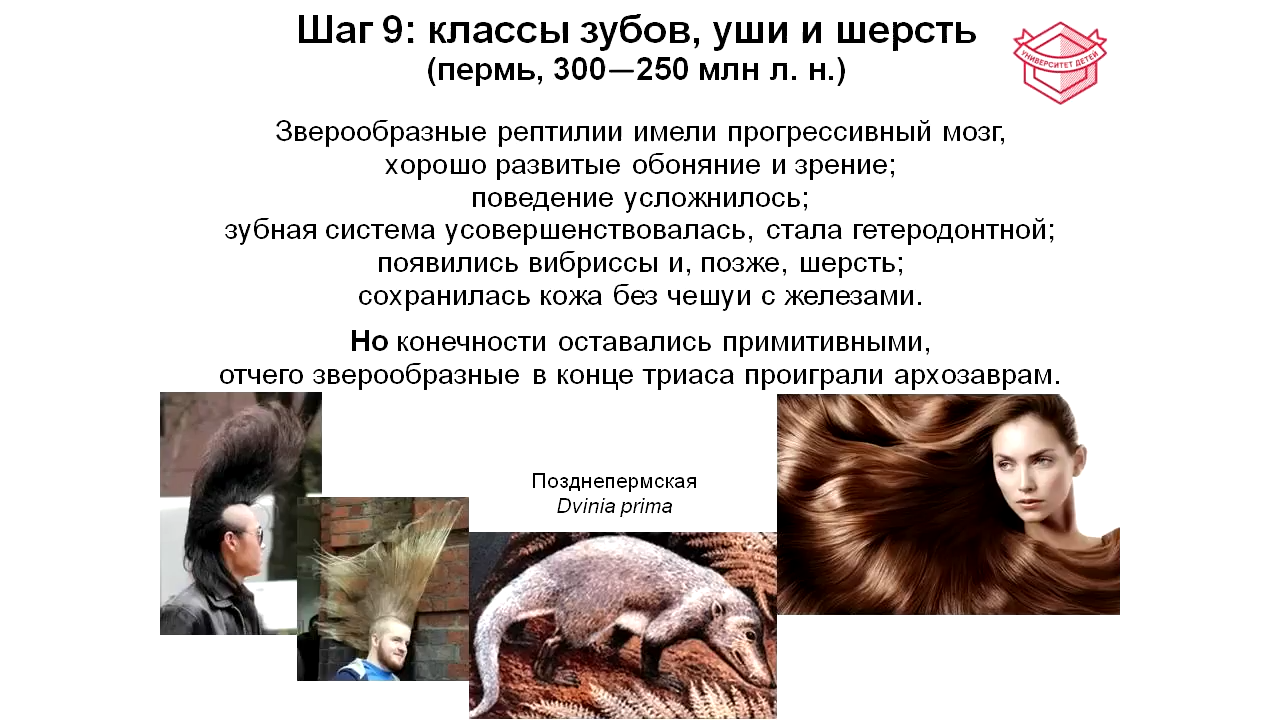 Шаг 9: классы зубов, уши и шерсть
(пермь, 300—250 млн л. н.)
УНИВЕРСИТЕТ ДЕТЕЙ
Зверообразные рептилии имели прогрессивный мозг,
хорошо развитые обоняние и зрение;
поведение усложнилось;
зубная система усовершенствовалась, стала гетеродонтной;
появились вибриссы и, позже, шерсть;
сохранилась кожа без чешуи с железами.
Но конечности оставались примитивными,
отчего зверообразные в конце триаса проиграли архозаврам.
Позднепермская
Dvinia prima